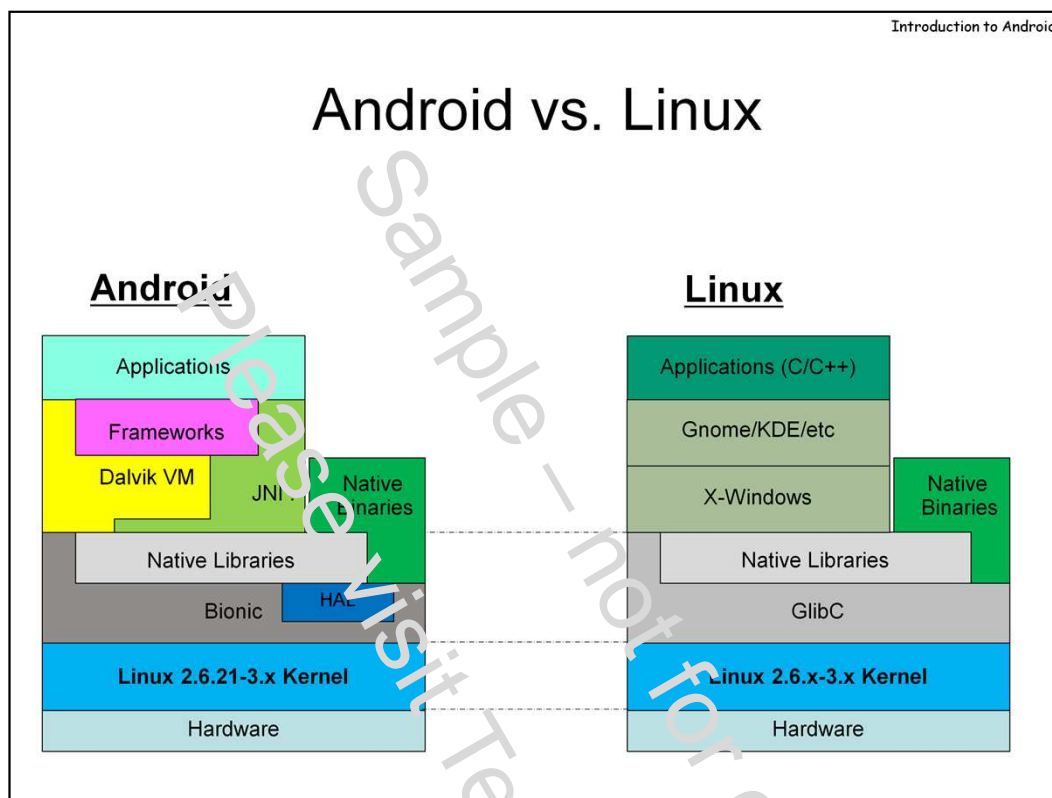 Introduction to Android
Android vs. Linux
Android
Applications
Frameworks
Dalvik VM
JNI
Native
Binaries
Native Libraries
HAL
Bionic
Linux 2.6.21-3.x Kernel
Hardware
Linux
Applications (C/C++)
Gnome/KDE/etc
X-Windows
Native
Binaries
Native Libraries
GlibC
Linux 2.6.x-3.x Kernel
Hardware
Sample – not for
Please visit